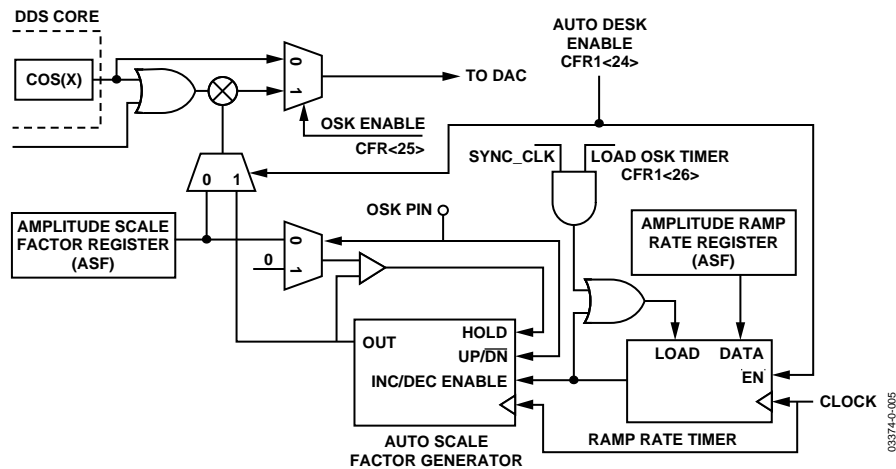 DDS CORE
COS(X)
0
1
TO DAC
OSK ENABLE
CFR<25>
AUTO DESK
ENABLE
CFR1<24>
SYNC_CLK
LOAD OSK TIMER
CFR1<26>
0 1
AMPLITUDE SCALE
FACTOR REGISTER
(ASF)
OSK PIN
0
0
1
AMPLITUDE RAMP
RATE REGISTER
(ASF)
OUT
HOLD
UP/DN
INC/DEC ENABLE
LOAD DATA
EN
CLOCK
RAMP RATE TIMER
AUTO SCALE
FACTOR GENERATOR
03374-0-005